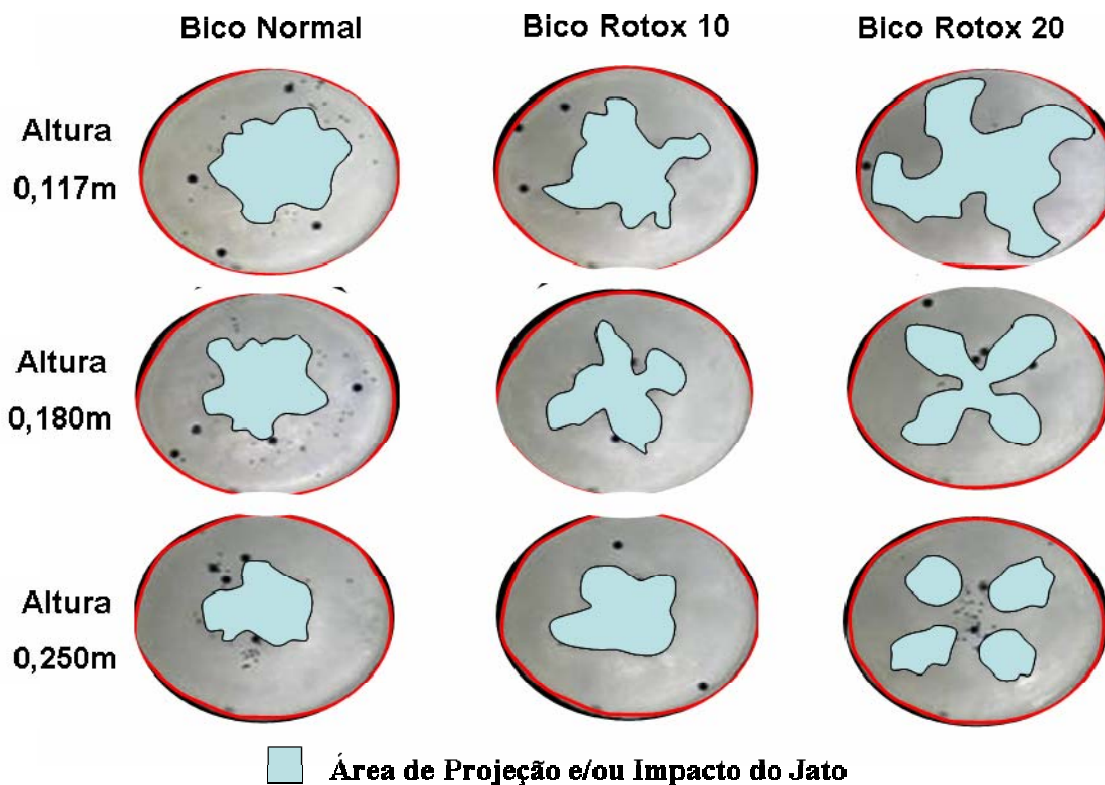 Bico Normal
Bico Rotox 10
Bico Rotox 20
Altura
0,117m
Altura
0,180m
Altura
0,250m
Área de Projeção e/ou Impacto do Jato